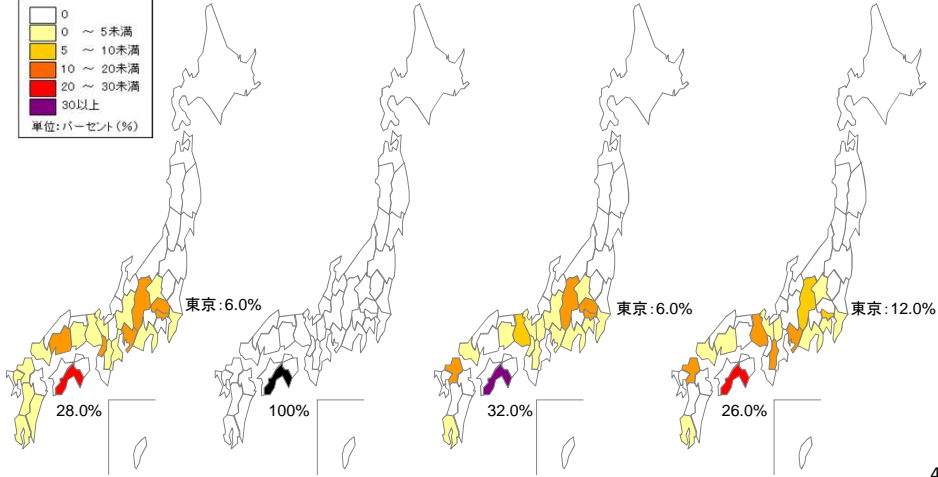 0
0 ~ 5未満
5 ~ 10未満
10 ~ 20未満
20 ~ 30未満
30以上
単位:パーセント(%)
東京:6.0%
東京:6.0%
東京:12.0%
28.0%
100%
32.0%
26.0%
4